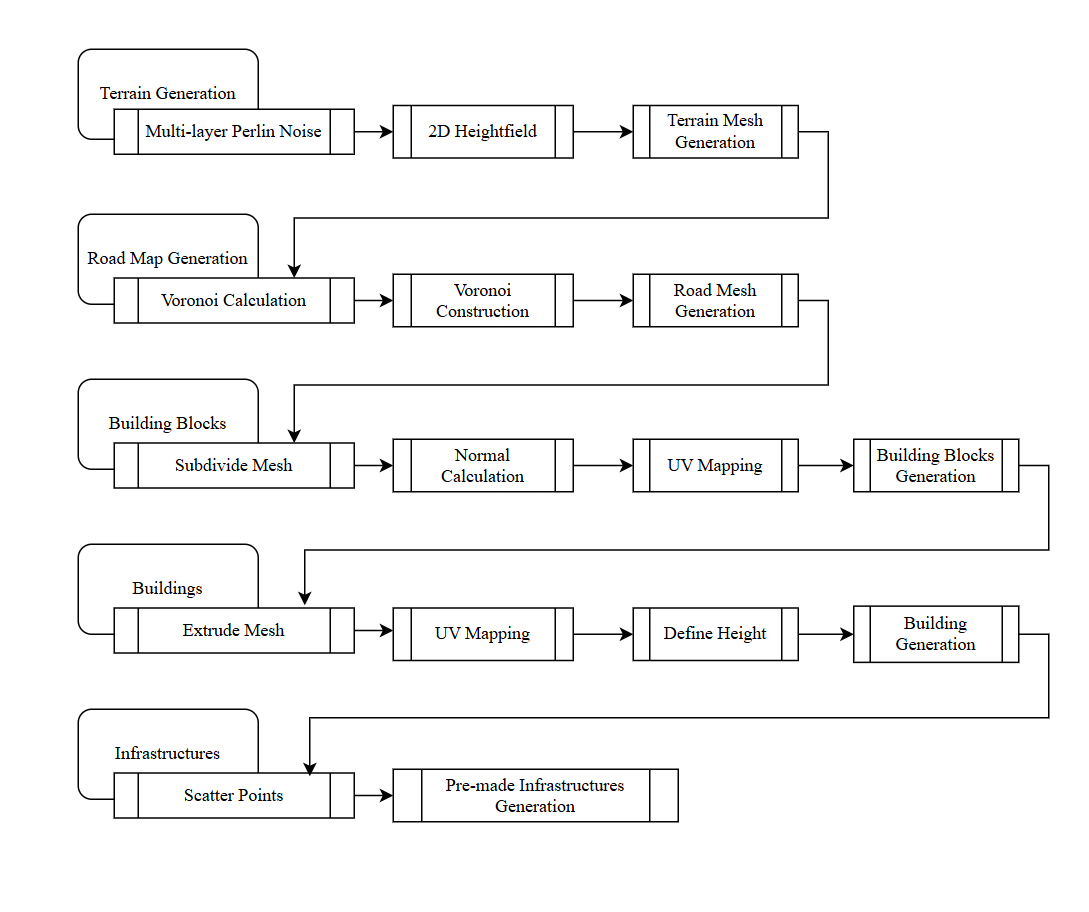 Terrain Generation
Multi-layer Perlin Noise
2D Heightfield
Terrain Mesh
Generation
Road Map Generation
Voronoi Calculation
Voronoi
Construction
Road Mesh
Generation
Building Blocks
Subdivide Mesh
Normal
Calculation
UV Mapping
Building Blocks
Generation
Buildings
Extrude Mesh
UV Mapping
Define Height
Building
Generation
Infrastructures
Scatter Points
Pre-made Infrastructures
Generation